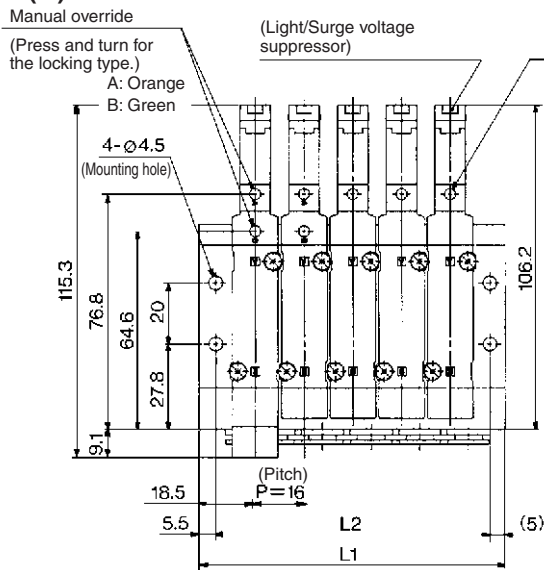 Manual override
(Press and turn for
the locking type.)
A: Orange
B: Green
(Light/Surge voltage
suppressor)
4-Ø4.5
(Mounting hole)
115.3
76.8
64.6
20
27.8
9.1
106.2
(Pitch)
P=16
18.5
5.5
L2
(5)
L1